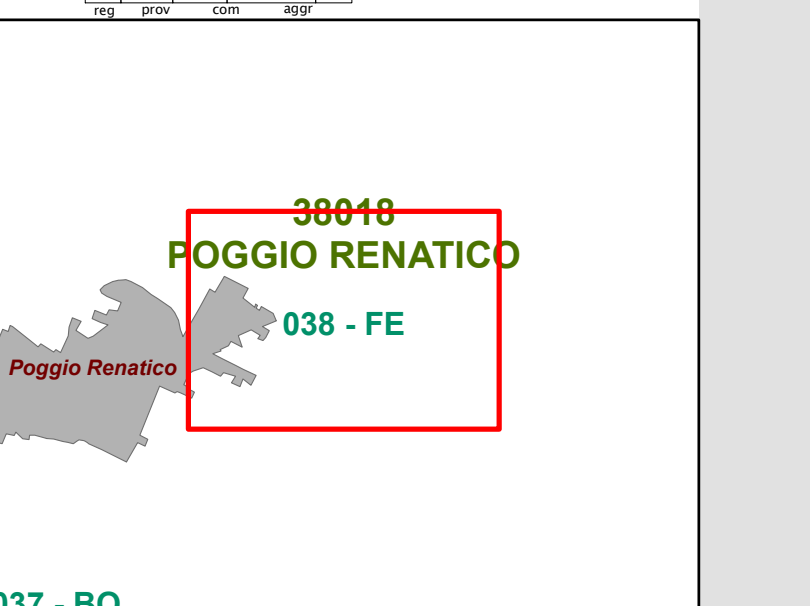 reg prov com aggr
38018
POGGIO RENATICO
038 - FE
Poggio Renatico
037 - BO